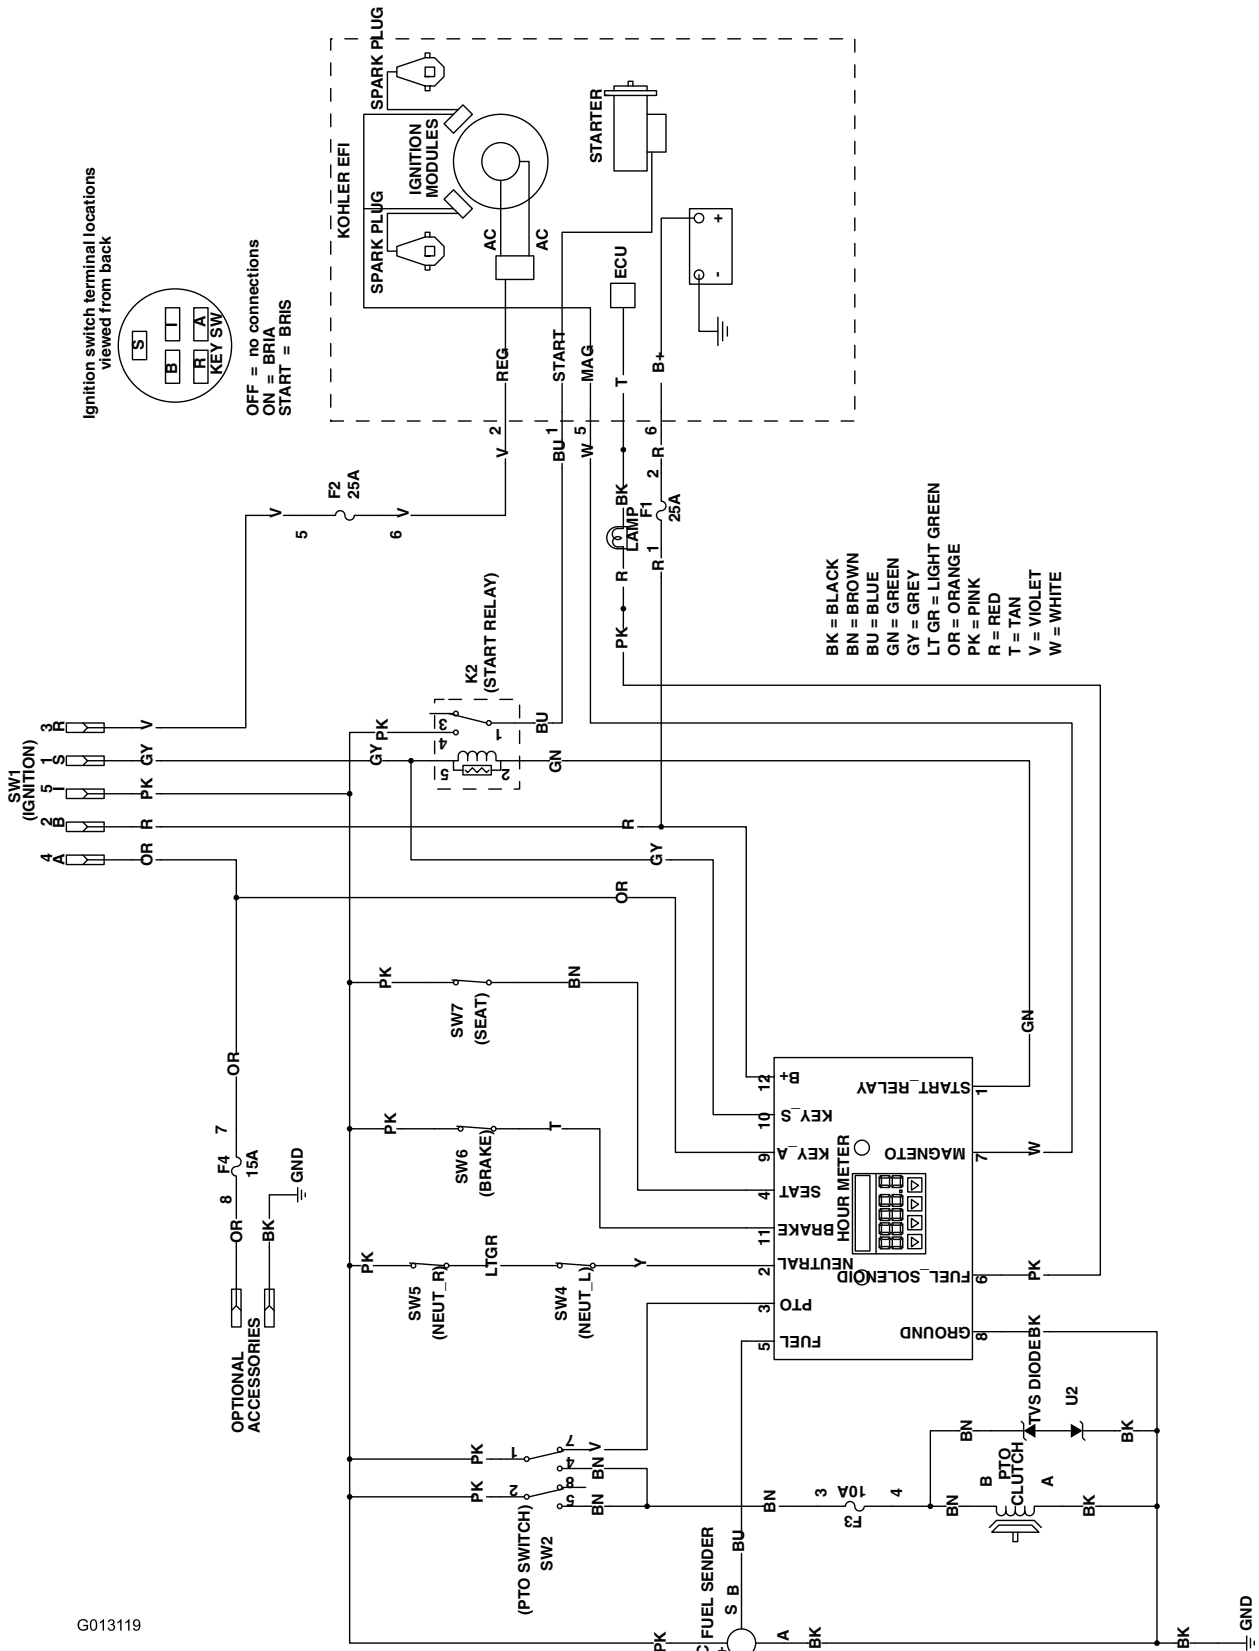 SPARK PLUG
KOHLER EFI
IGNITION
MODULES
SPARK PLUG
STARTER
AC
AC
ECU
+
-
REG
START
MAG
T
B+
Ignition switch terminal locations
viewed from back
S
B
I
R
A
KEY SW
OFF = no connections
ON = BRIA
START = BRIS
2
1
5
6
V
BU
W
R
2
F2
25A
V
5
V
6
BK
LAMP
F1
25A
R
R
1
PK
BK = BLACK
BN = BROWN
BU = BLUE
GN = GREEN
GY = GREY
LT GR = LIGHT GREEN
OR = ORANGE
PK = PINK
R = RED
T = TAN
V = VIOLET
W = WHITE
K2
(START RELAY)
SW1
(IGNITION)
3
R
V
1
S
GY
5
I
PK
2
B
R
4
A
OR
PK
GY
3
4
1
5
2
BU
GN
R
GY
OR
PK
SW7
(SEAT)
BN
OR
7
F4
15A
8
OR
BK
GND
OPTIONAL
ACCESSORIES
PK
SW6
(BRAKE)
T
PK
SW5
(NEUT_R)
LTGR
SW4
(NEUT_L)
Y
GN
12
B+
10
KEY_S
9
KEY_A
4
SEAT
11
BRAKE
2
NEUTRAL
3
PTO
5
FUEL
HOUR METER
START_RELAY
1
MAGNETO
7
W
FUEL_SOLENOID
6
PK
GROUND
8
BK
PK
1
7
V
4
BN
PK
2
8
5
BN
(PTO SWITCH)
SW2
BN
3
10A
F3
4
BN
TVS DIODE
U2
BK
BN
B
PTO
CLUTCH
A
BK
FUEL SENDER
BU
B
S
A
BK
PK
BK
GND
G013119